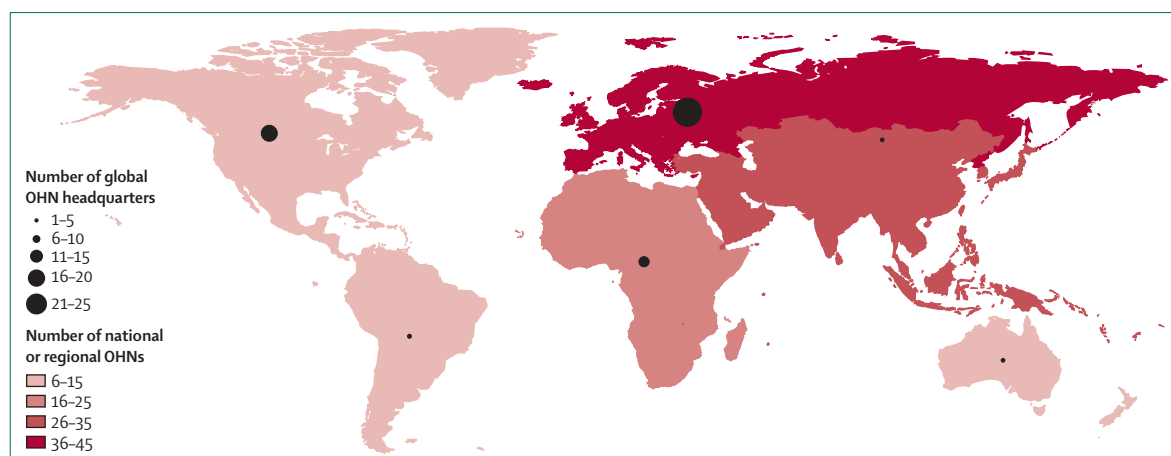 Number of global
OHN headquarters
1–5
6–10
11–15
16–20
21–25
Number of national
or regional OHNs
6–15
16–25
26–35
36–45